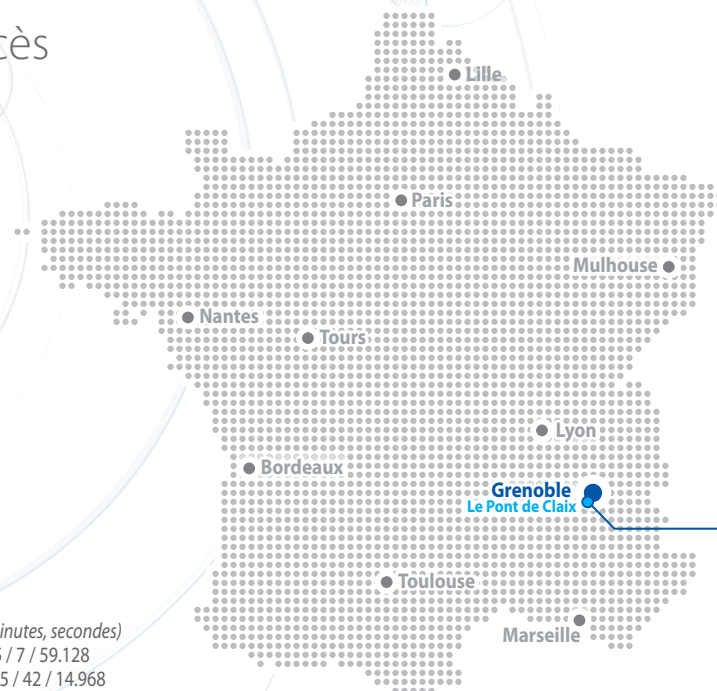 cès
Lille
Paris
Mulhouse
Nantes
Tours
Lyon
Bordeaux
Grenoble
Le Pont de Claix
Toulouse
Marseille
inutes, secondes)
/ 7 / 59.128
5 / 42 / 14.968